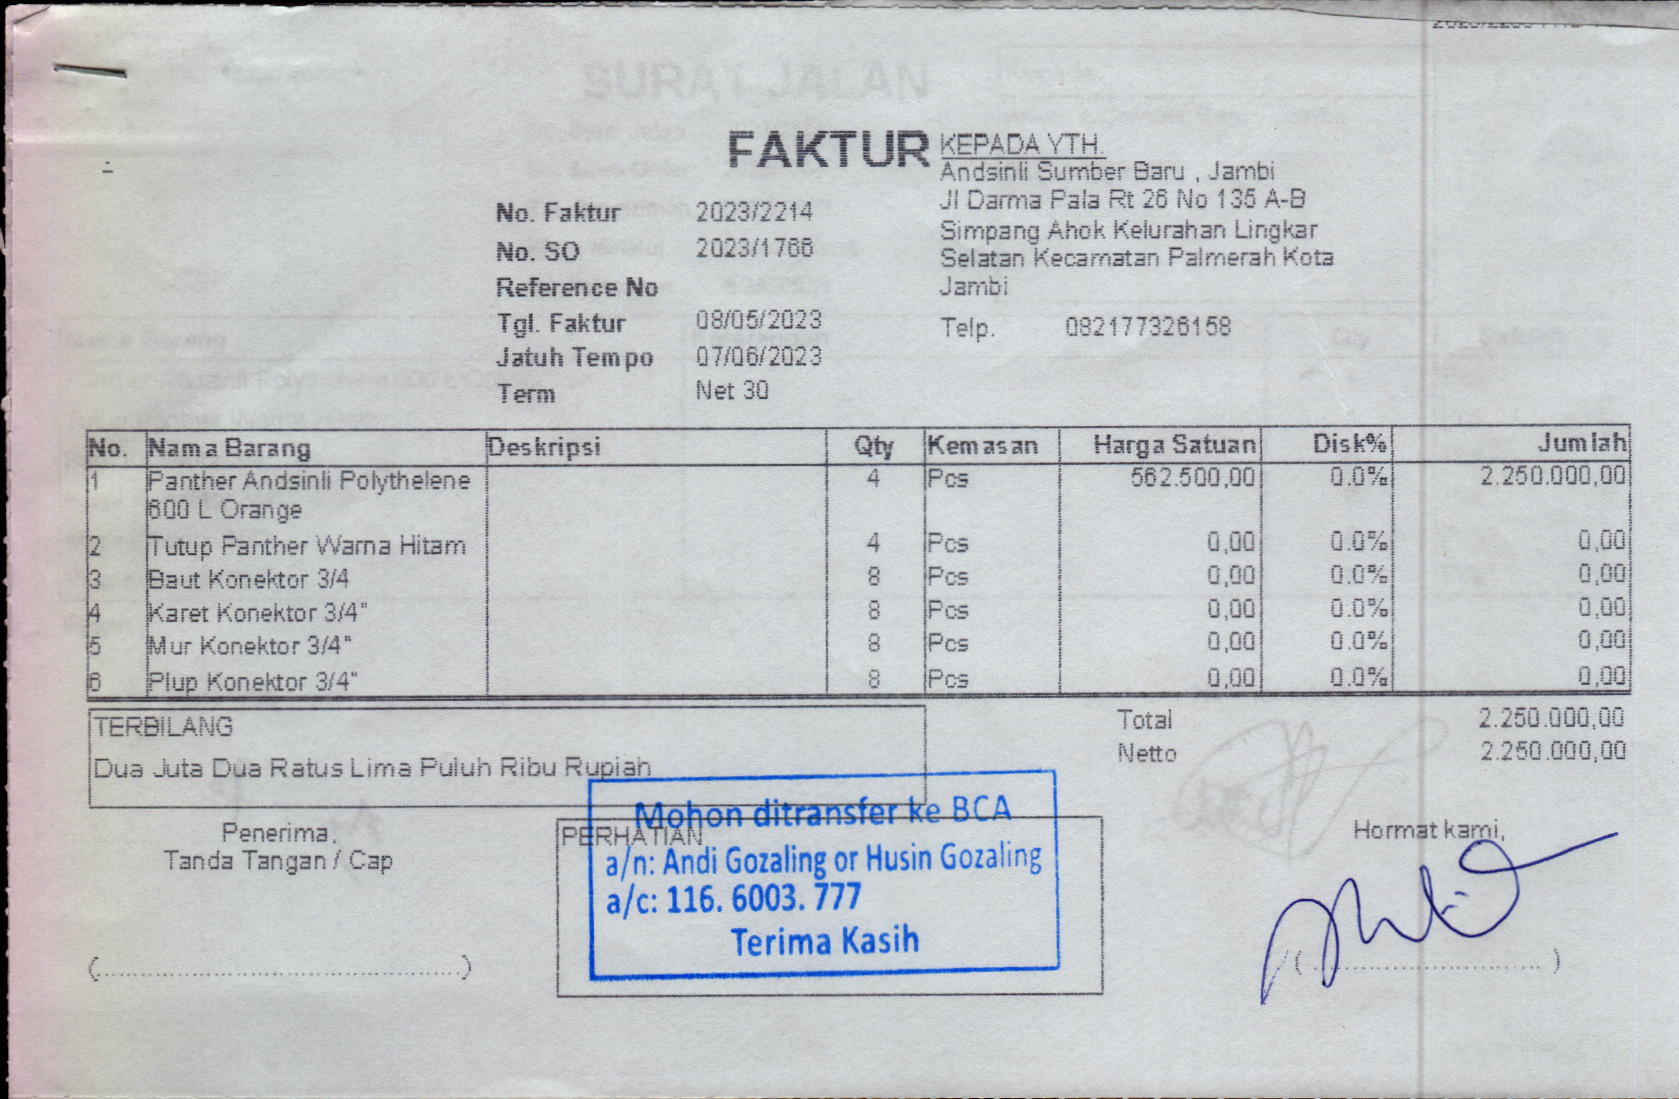 SURAT JALAN
FAKTUR
KEPADA YTH.
Andsinli Sumber Baru , Jambi
Jl Darma Pala Rt 26 No 135 A-B
Simpang Ahok Kelurahan Lingkar
Selatan Kecamatan Palmerah Kota
Jambi
Telp. 082177326158
No. Faktur 2023/2214
No. SO 2023/1766
Reference No
Tgl. Faktur 08/05/2023
Jatuh Tempo 07/06/2023
Term Net 30
No. Nama Barang Deskripsi Qty Kemasan Harga Satuan Disk% Jumlah
1 Panther Andsinli Polythelene 4 Pcs 562.500,00 0.0% 2.250.000,00
600 L Orange
2 Tutup Panther Warna Hitam 4 Pcs 0,00 0.0% 0,00
3 Baut Konektor 3/4 8 Pcs 0,00 0.0% 0,00
4 Karet Konektor 3/4" 8 Pcs 0,00 0.0% 0,00
5 Mur Konektor 3/4" 8 Pcs 0,00 0.0% 0,00
6 Plup Konektor 3/4" 8 Pcs 0,00 0.0% 0,00
TERBILANG
Dua Juta Dua Ratus Lima Puluh Ribu Rupiah
Total 2.250.000,00
Netto 2.250.000,00
Penerima,
Tanda Tangan / Cap
(........................................)
PERHATIAN
Mohon ditransfer ke BCA
a/n: Andi Gozaling or Husin Gozaling
a/c: 116. 6003. 777
Terima Kasih
Hormat kami,
(............................)